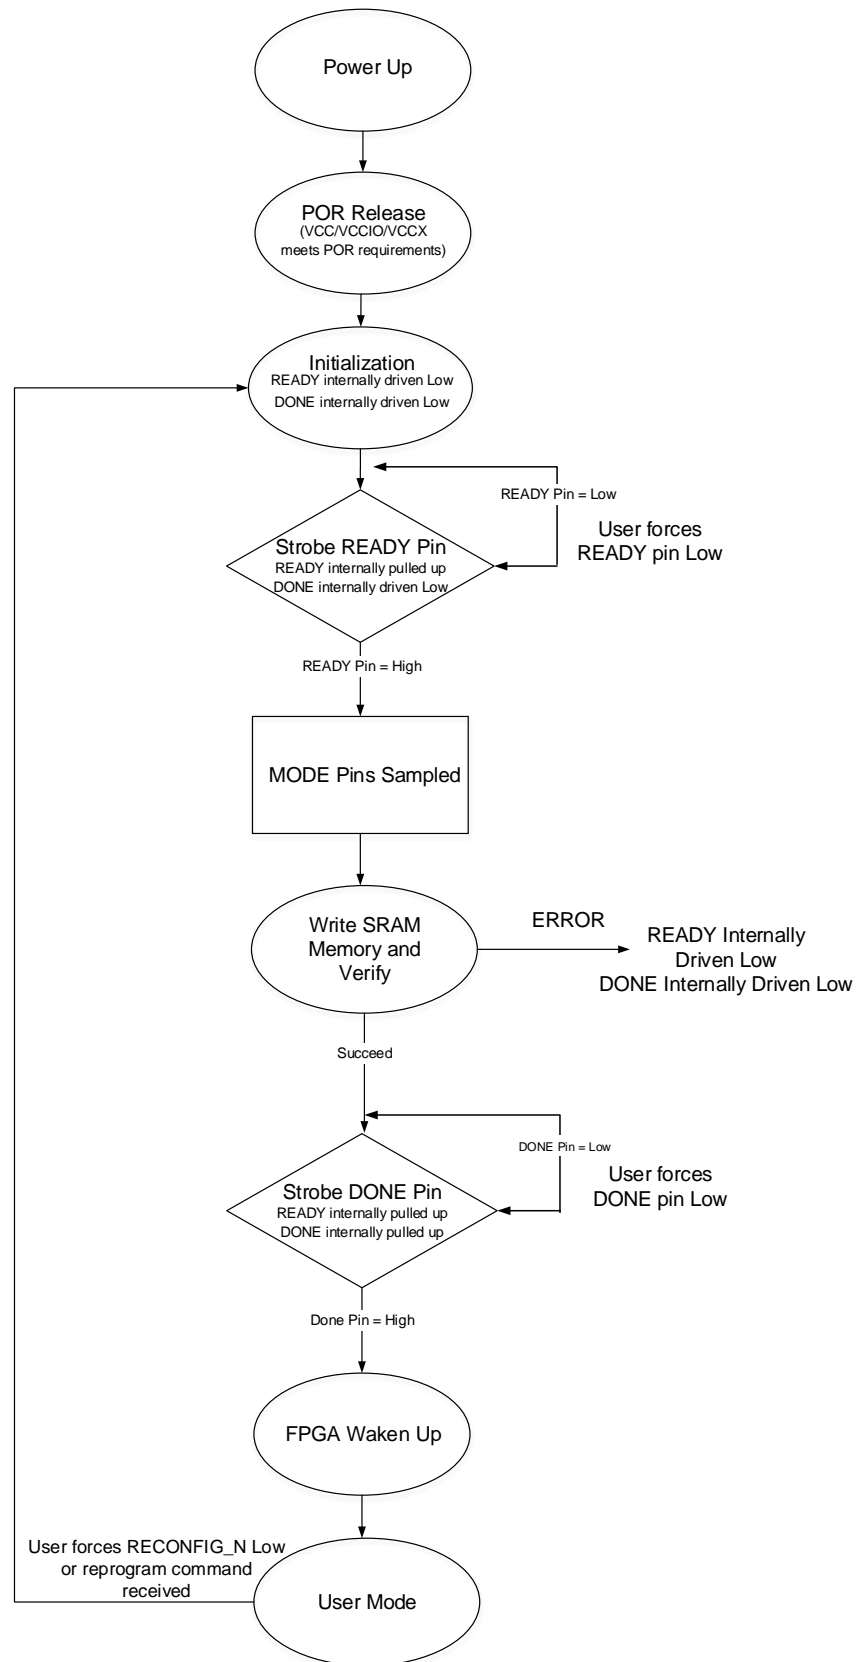 Power Up
POR Release
(VCC/VCCIO/VCCX
meets POR requirements)
Initialization
READY internally driven Low
DONE internally driven Low
READY Pin = Low
User forces
READY pin Low
Strobe READY Pin
READY internally pulled up
DONE internally driven Low
READY Pin = High
MODE Pins Sampled
Write SRAM
Memory and
Verify
ERROR
READY Internally
Driven Low
DONE Internally Driven Low
Succeed
DONE Pin = Low
User forces
DONE pin Low
Strobe DONE Pin
READY internally pulled up
DONE internally pulled up
Done Pin = High
FPGA Waken Up
User forces RECONFIG_N Low
or reprogram command
received
User Mode